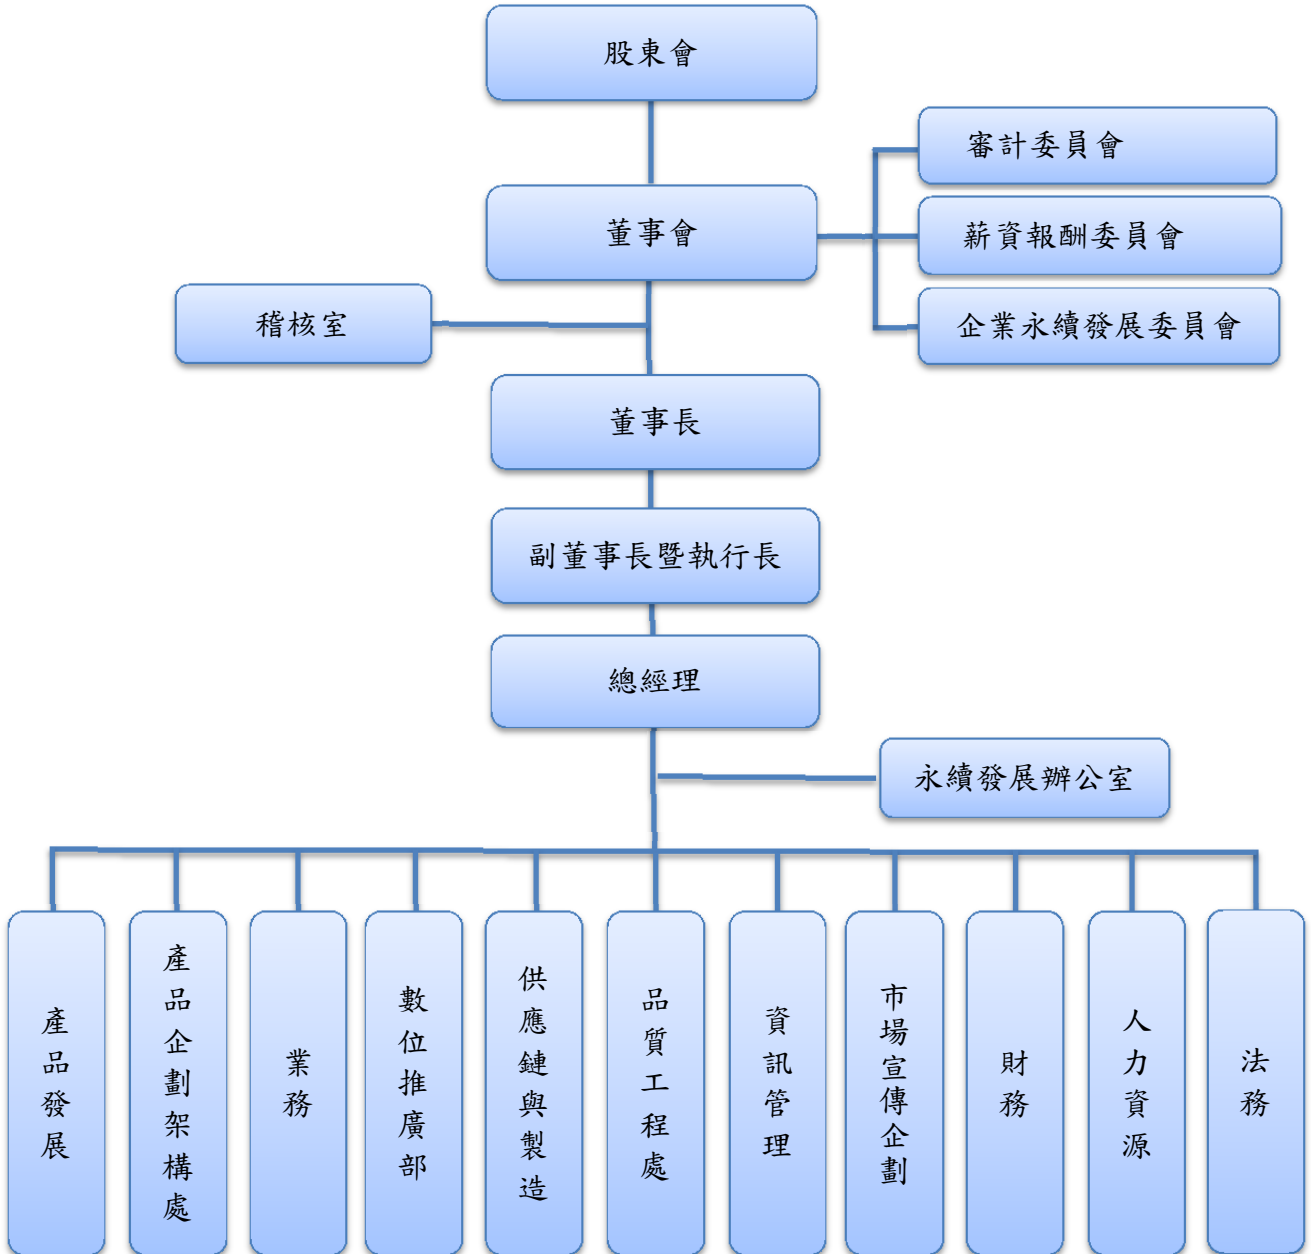 股東會
審計委員會
董事會
薪資報酬委員會
稽核室
企業永續發展委員會
董事長
副董事長暨執行長
總經理
永續發展辦公室
產品發展
產品企劃架構處
業務
數位推廣部
供應鏈與製造
品質工程處
資訊管理
市場宣傳企劃
財務
人力資源
法務